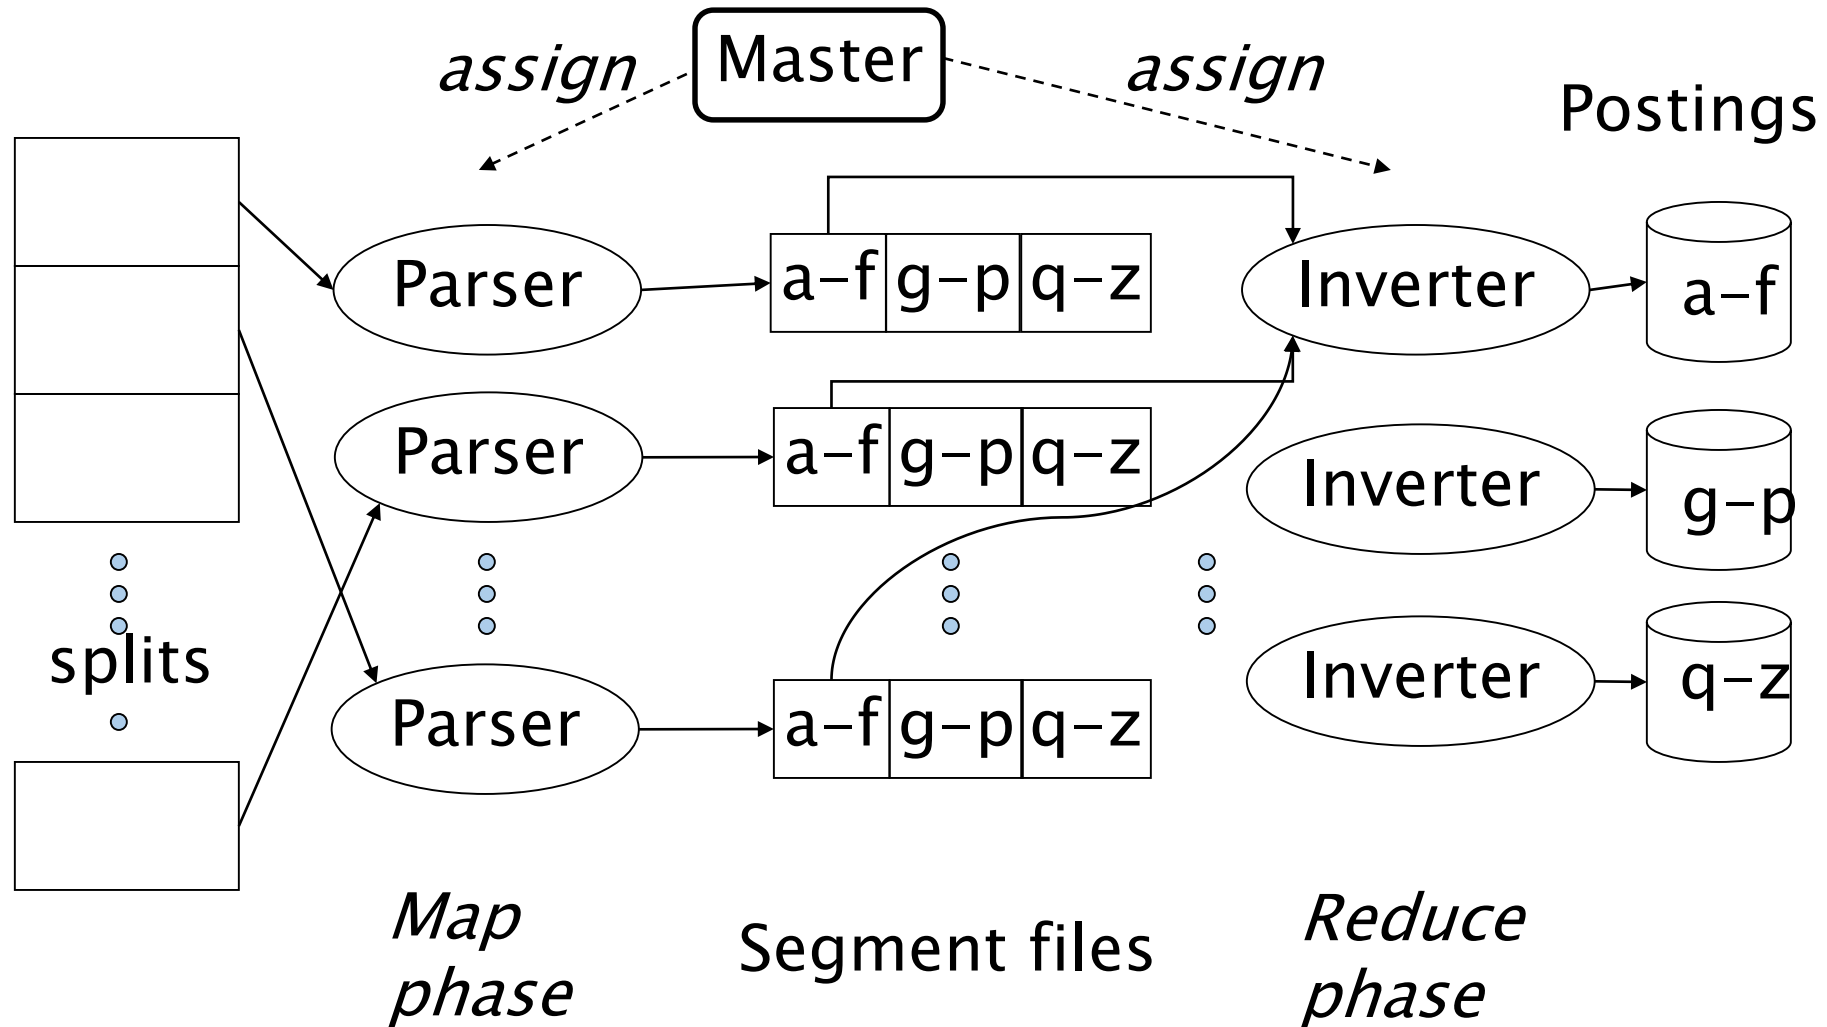 assign
Master
assign
Postings
Parser
a–f g–p q–z
Inverter
a–f
Parser
a–f g–p q–z
Inverter
g–p
splits
Parser
a–f g–p q–z
Inverter
q–z
Map
phase
Segment files
Reduce
phase